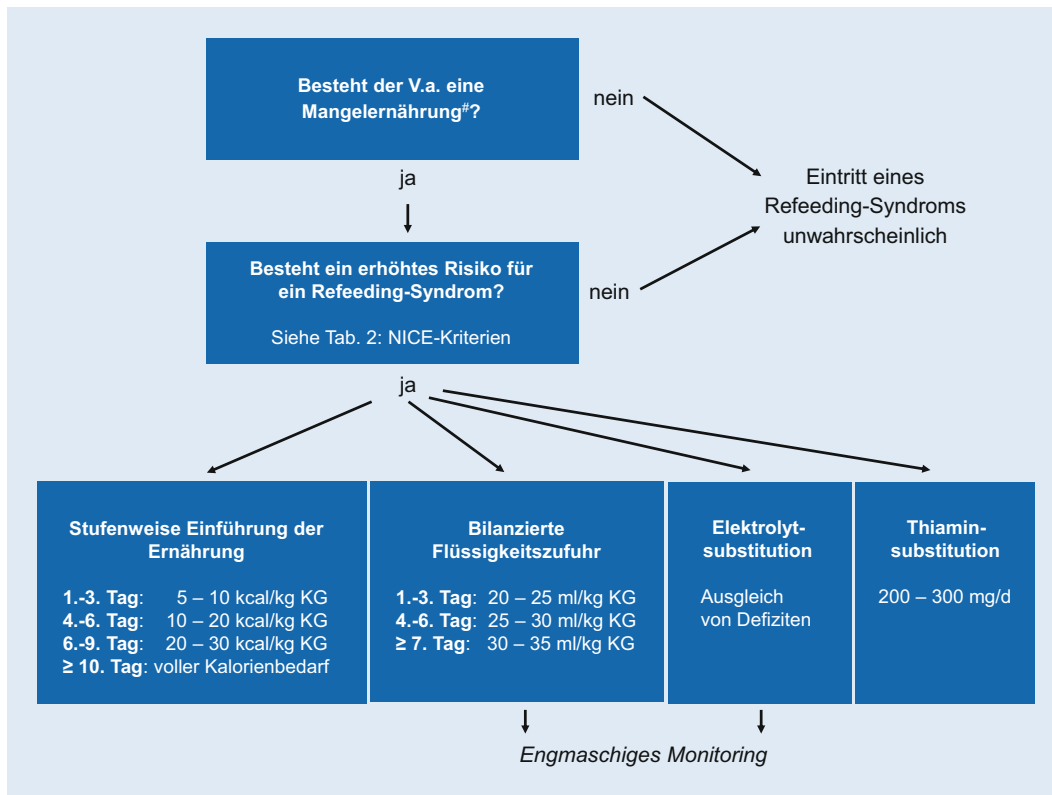 Besteht der V.a. eine
Mangelernährung#?
nein
ja
Eintritt eines
Refeeding-Syndroms
unwahrscheinlich
Besteht ein erhöhtes Risiko für
ein Refeeding-Syndrom?
Siehe Tab. 2: NICE-Kriterien
nein
ja
Stufenweise Einführung der
Ernährung
1.-3. Tag: 5 – 10 kcal/kg KG
4.-6. Tag: 10 – 20 kcal/kg KG
6.-9. Tag: 20 – 30 kcal/kg KG
≥ 10. Tag: voller Kalorienbedarf
Bilanzierte
Flüssigkeitszufuhr
1.-3. Tag: 20 – 25 ml/kg KG
4.-6. Tag: 25 – 30 ml/kg KG
≥ 7. Tag: 30 – 35 ml/kg KG
Elektrolyt-
substitution
Ausgleich
von Defiziten
Thiamin-
substitution
200 – 300 mg/d
Engmaschiges Monitoring